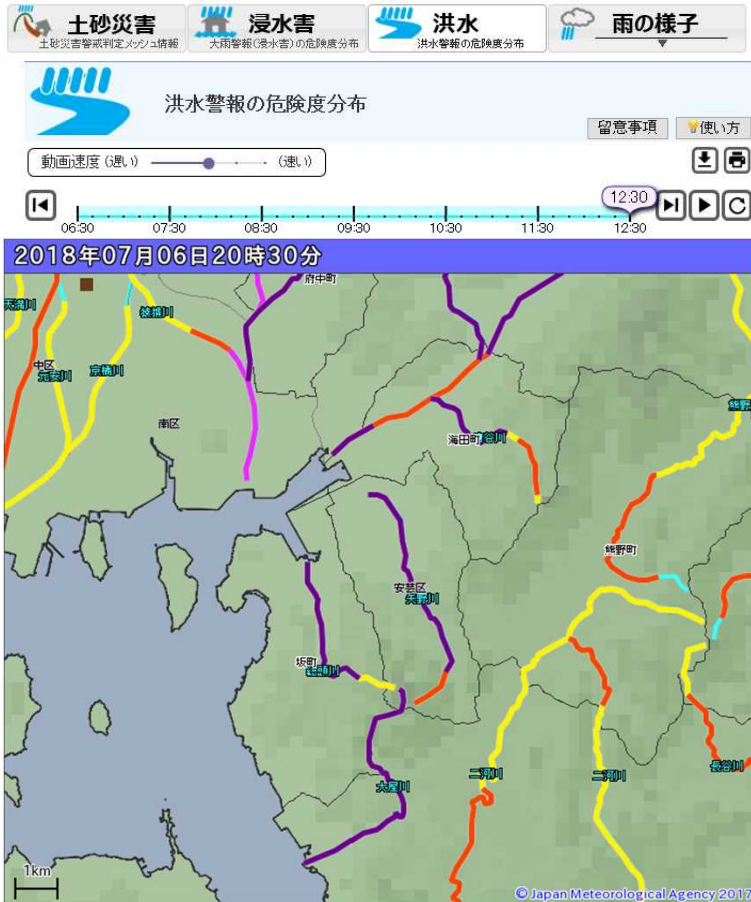 土砂災害
土砂災害警戒判定メッシュ情報
浸水害
大雨警報(浸水害)の危険度分布
洪水
洪水警報の危険度分布
雨の様子
▼
洪水警報の危険度分布
留意事項
使い方
動画速度 (遅い)
(速い)
12:30
06:30 07:30 08:30 09:30 10:30 11:30 12:30
2018年07月06日20時30分
府中町
天満川
猿猴川
中区
元安川
京橋川
南区
海田町
熊野
熊野町
安芸区
矢野川
坂町
総頭川
大屋川
二河川
二河川
長谷川
1km
© Japan Meteorological Agency 2017